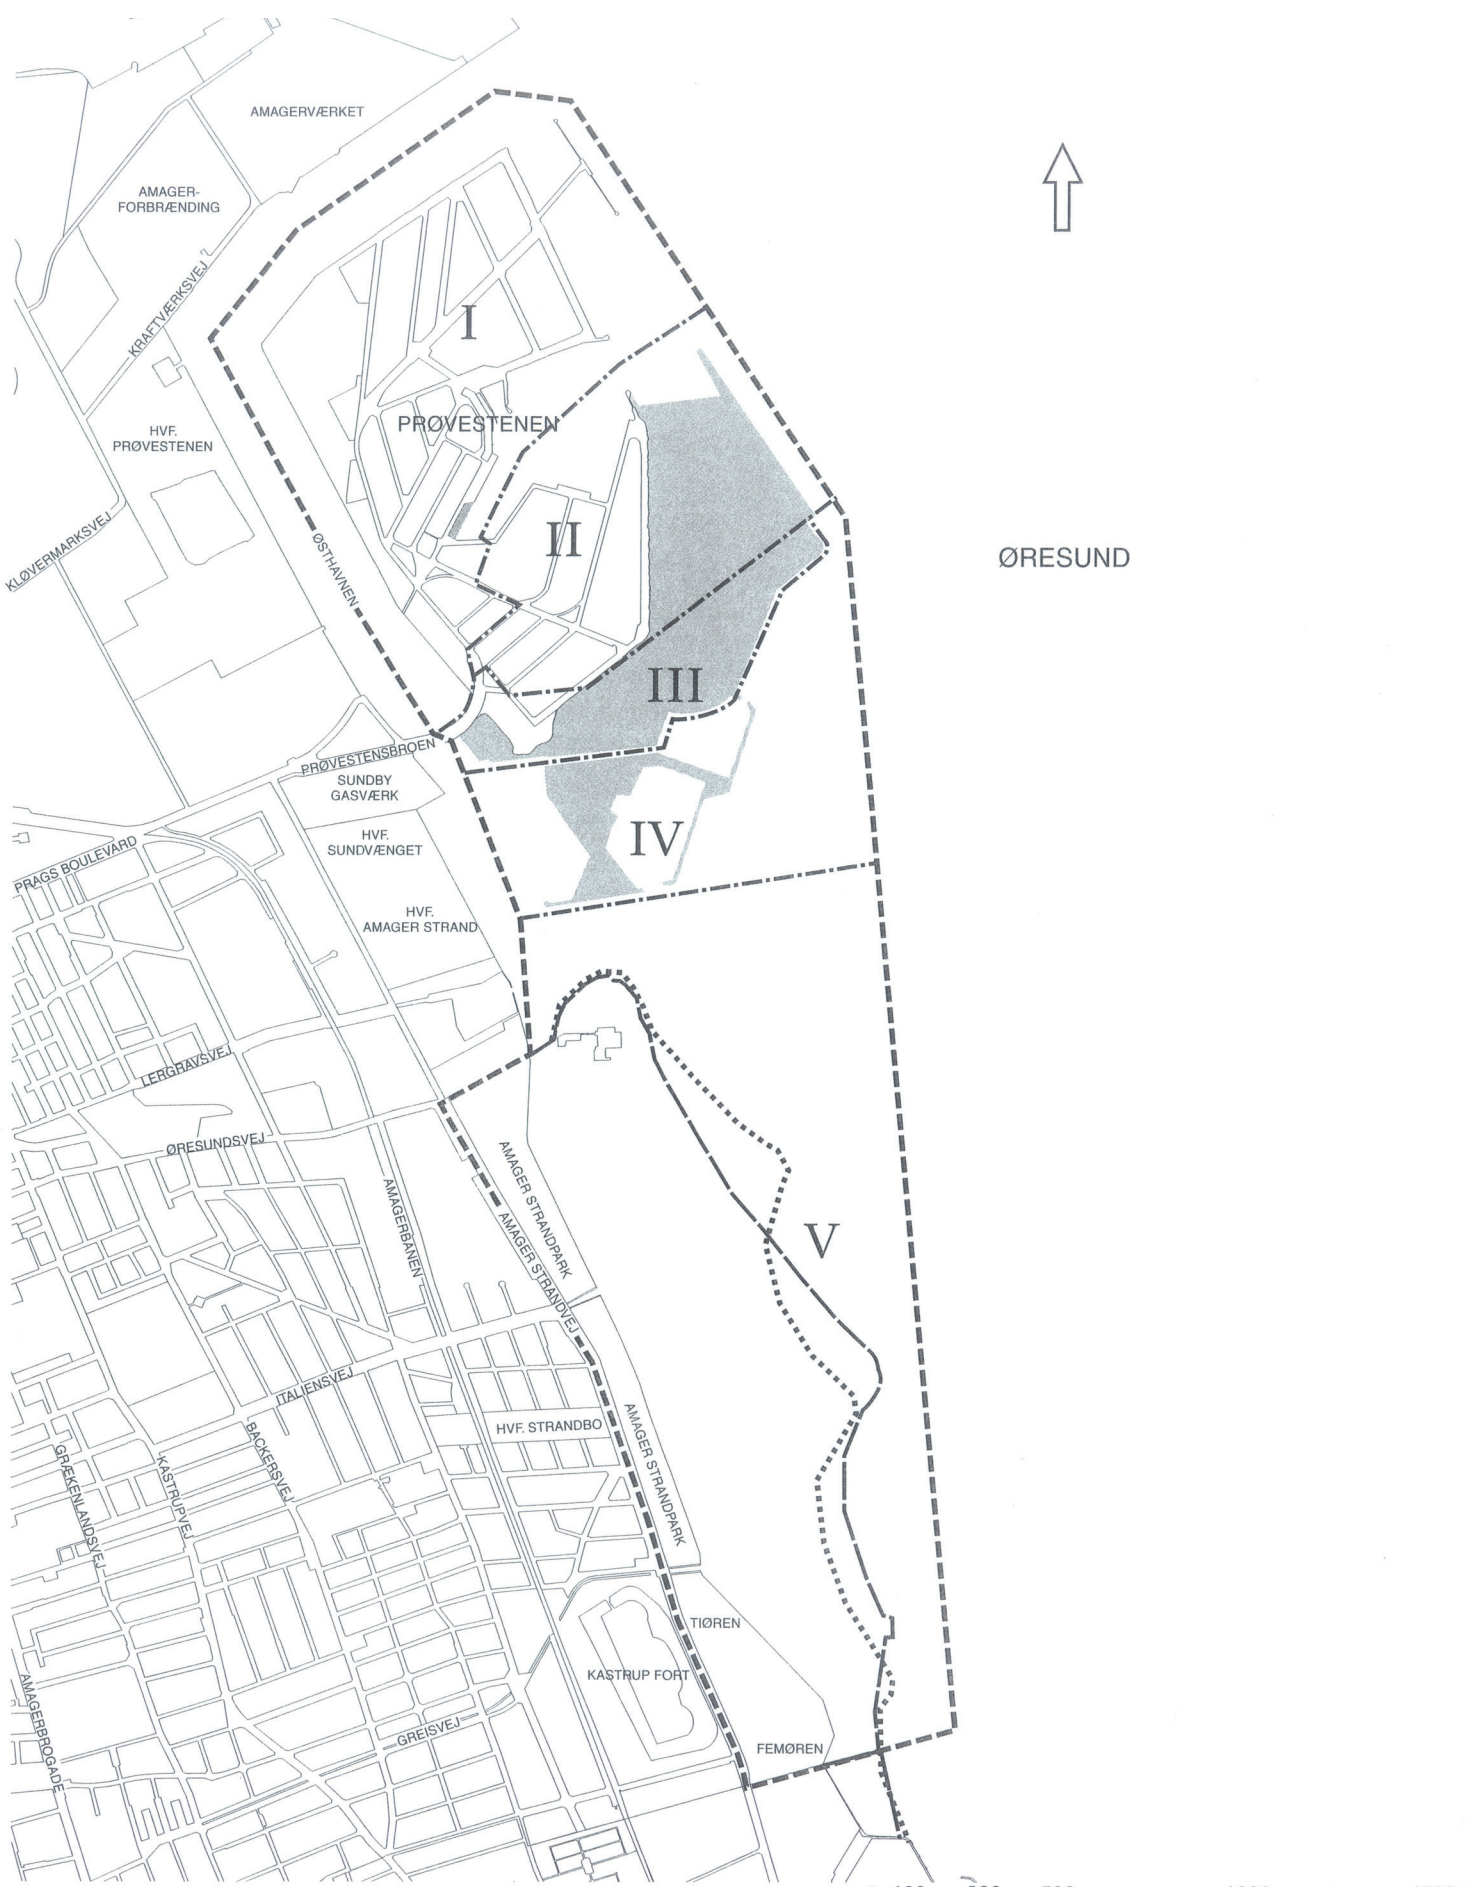 AMAGERVÆRKET
AMAGER-
FORBRÆNDING
KRAFTVÆRKSVEJ
I
PRØVESTENEN
HVF.
PRØVESTENEN
KLØVERMARKSVEJ
ØSTHAVNEN
II
ØRESUND
III
PRØVESTENSBROEN
SUNDBY
GASVÆRK
HVF.
SUNDVÆNGET
IV
PRAGS BOULEVARD
HVF.
AMAGER STRAND
LERGRAVSVEJ
ØRESUNDSVEJ
AMAGERBANEN
AMAGER STRANDPARK
AMAGER STRANDVEJ
V
ITALIENSVEJ
BACKERSVEJ
HVF. STRANDBO
AMAGER STRANDPARK
GRÆKENLANDSVEJ
KASTRUPVEJ
TIØREN
KASTRUP FORT
AMAGERBROGADE
GREISVEJ
FEMØREN